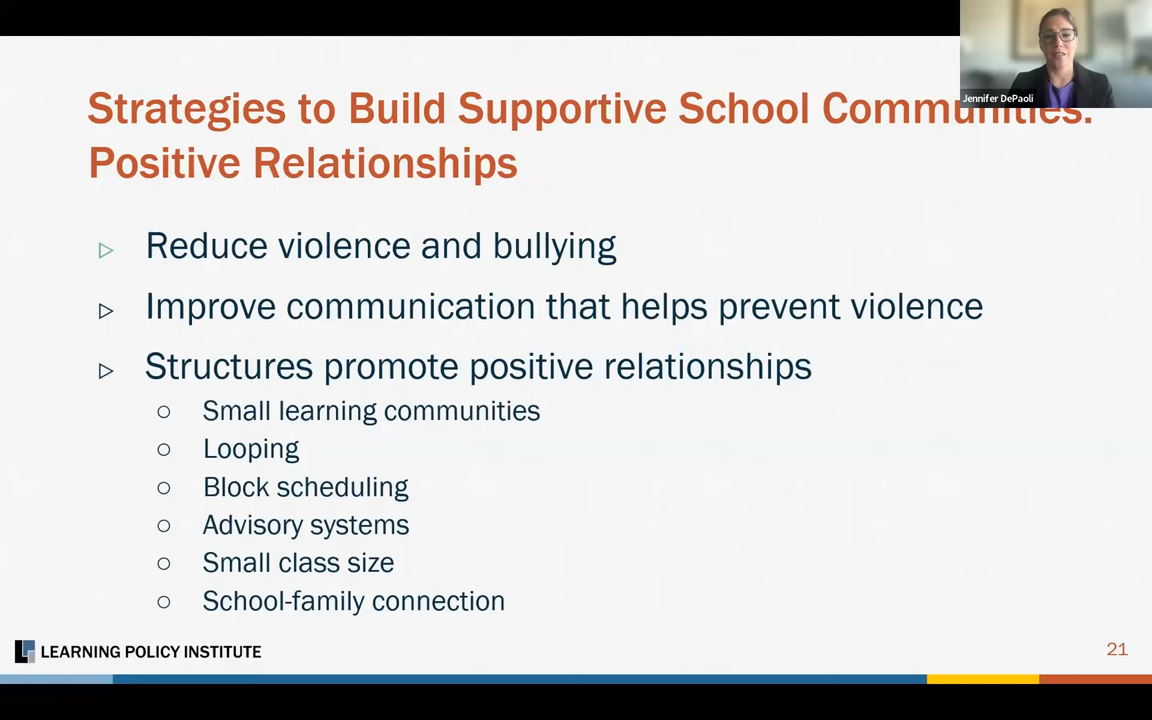 Jennifer DePaoli
Strategies to Build Supportive School Communities:
Positive Relationships
Reduce violence and bullying
Improve communication that helps prevent violence
Structures promote positive relationships
Small learning communities
Looping
Block scheduling
Advisory systems
Small class size
School-family connection
LEARNING POLICY INSTITUTE
21